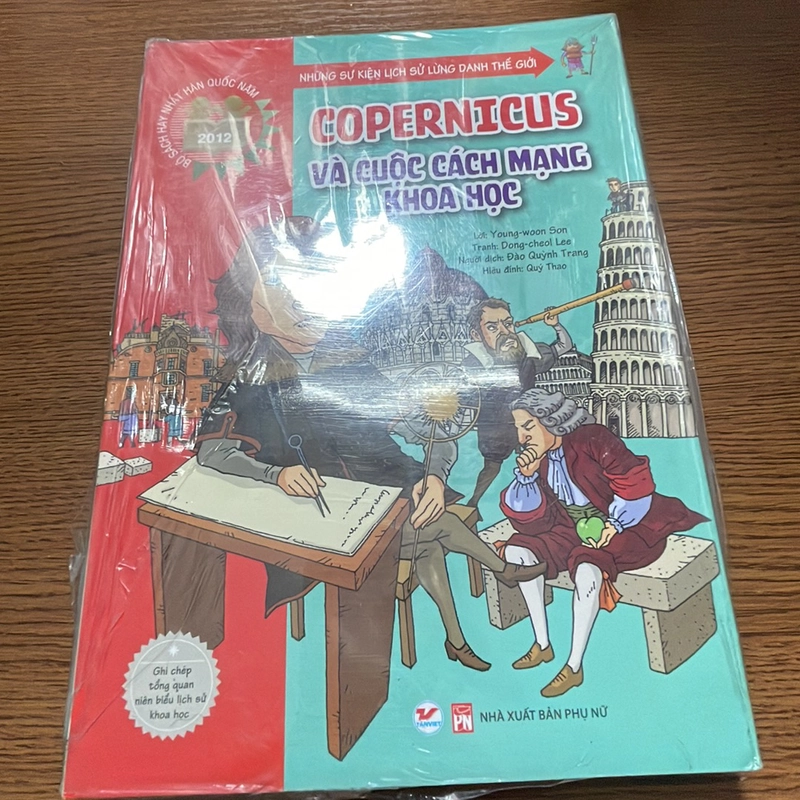 NHỮNG SỰ KIỆN LỊCH SỬ LỪNG DANH THẾ GIỚI
BỘ SÁCH HAY NHẤT HÀN QUỐC NĂM
2012
COPERNICUS
VÀ CUỘC CÁCH MẠNG
KHOA HỌC
Lời: Young-woon Son
Tranh: Dong-cheol Lee
Người dịch: Đào Quỳnh Trang
Hiệu đính: Quý Thao
Ghi chép
tổng quan
niên biểu lịch sử
khoa học
TANVIET
PN
NHÀ XUẤT BẢN PHỤ NỮ